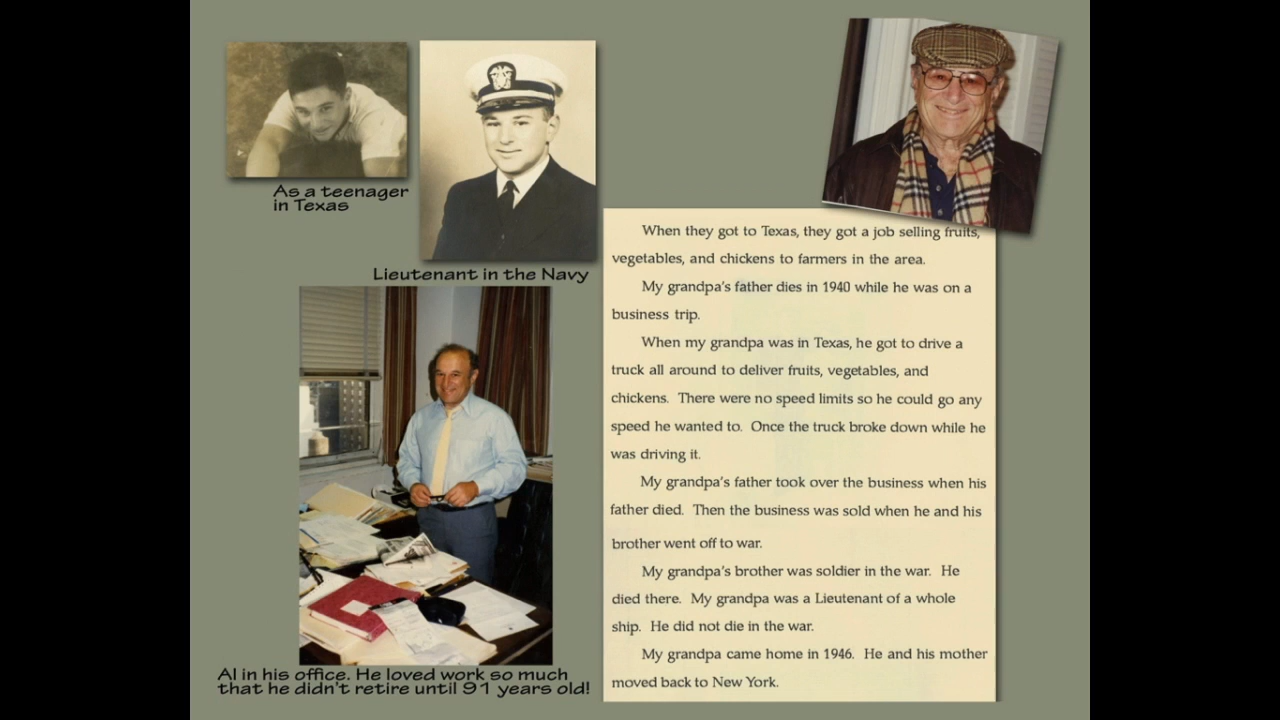 As a teenager
in Texas
Lieutenant in the Navy
When they got to Texas, they got a job selling fruits,
vegetables, and chickens to farmers in the area.
My grandpa's father dies in 1940 while he was on a
business trip.
When my grandpa was in Texas, he got to drive a
truck all around to deliver fruits, vegetables, and
chickens. There were no speed limits so he could go any
speed he wanted to. Once the truck broke down while he
was driving it.
My grandpa's father took over the business when his
father died. Then the business was sold when he and his
brother went off to war.
My grandpa's brother was soldier in the war. He
died there. My grandpa was a Lieutenant of a whole
ship. He did not die in the war.
My grandpa came home in 1946. He and his mother
moved back to New York.
Al in his office. He loved work so much
that he didn't retire until 91 years old!